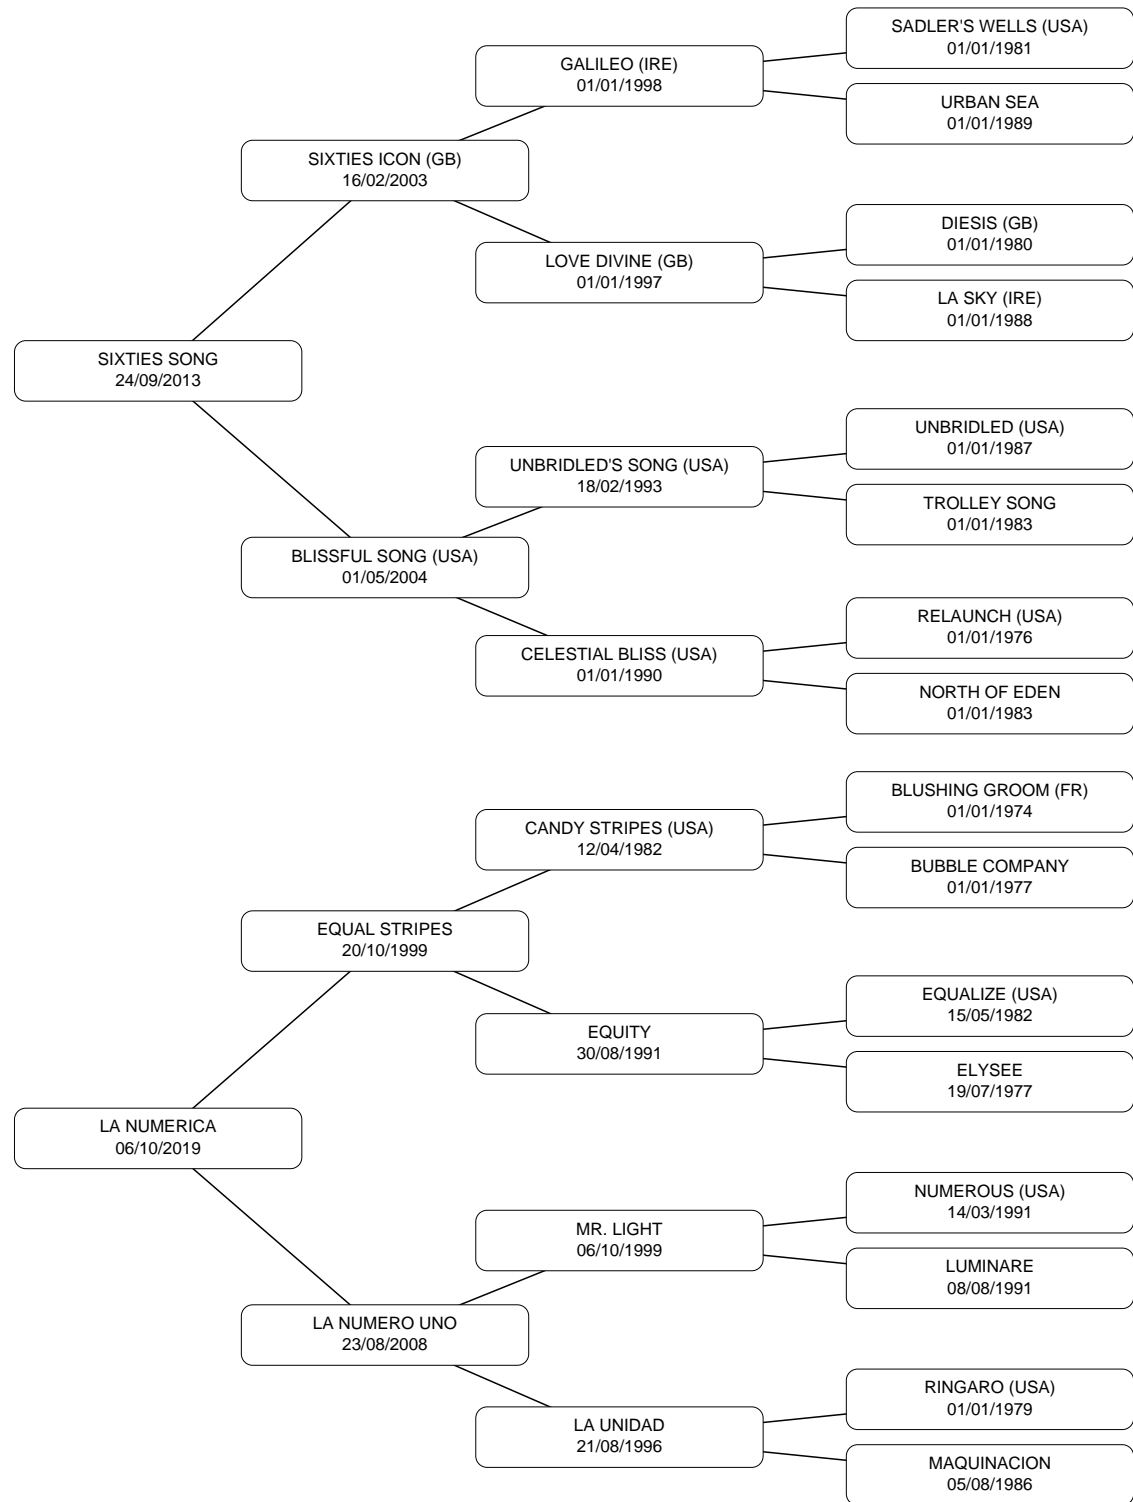 SADLER'S WELLS (USA)
01/01/1981
GALILEO (IRE)
01/01/1998
URBAN SEA
01/01/1989
SIXTIES ICON (GB)
16/02/2003
DIESIS (GB)
01/01/1980
LOVE DIVINE (GB)
01/01/1997
LA SKY (IRE)
01/01/1988
SIXTIES SONG
24/09/2013
UNBRIDLED (USA)
01/01/1987
UNBRIDLED'S SONG (USA)
18/02/1993
TROLLEY SONG
01/01/1983
BLISSFUL SONG (USA)
01/05/2004
RELAUNCH (USA)
01/01/1976
CELESTIAL BLISS (USA)
01/01/1990
NORTH OF EDEN
01/01/1983
BLUSHING GROOM (FR)
01/01/1974
CANDY STRIPES (USA)
12/04/1982
BUBBLE COMPANY
01/01/1977
EQUAL STRIPES
20/10/1999
EQUALIZE (USA)
15/05/1982
EQUITY
30/08/1991
ELYSEE
19/07/1977
LA NUMERICA
06/10/2019
NUMEROUS (USA)
14/03/1991
MR. LIGHT
06/10/1999
LUMINARE
08/08/1991
LA NUMERO UNO
23/08/2008
RINGARO (USA)
01/01/1979
LA UNIDAD
21/08/1996
MAQUINACION
05/08/1986